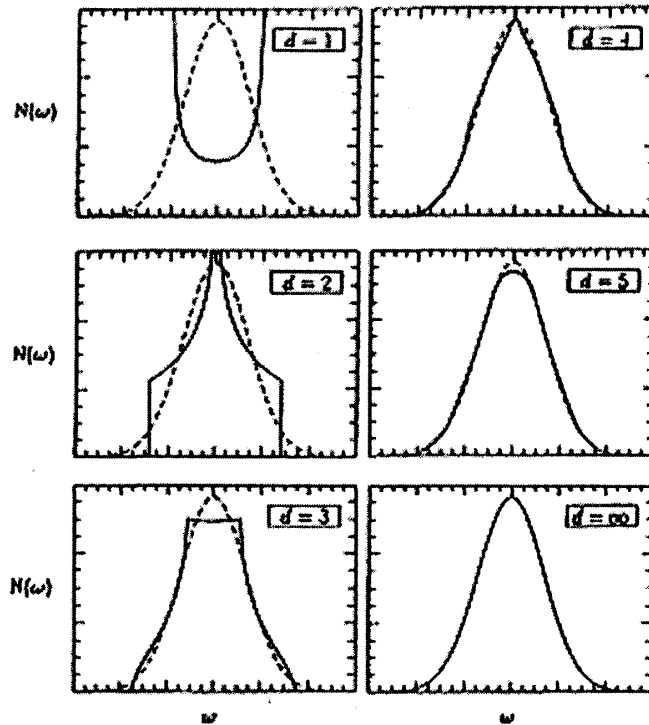 d = 1
d = 4
N(ω)
d = 2
d = 5
N(ω)
d = 3
d = ∞
N(ω)
ω
ω